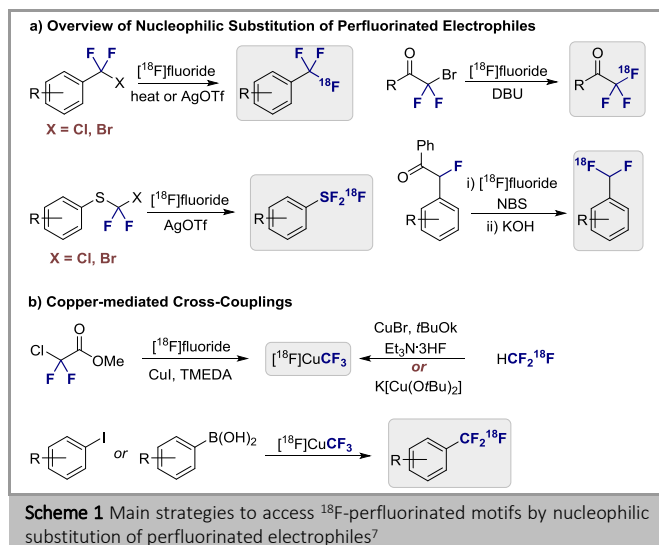 a) Overview of Nucleophilic Substitution of Perfluorinated Electrophiles
F F
X
R
X = Cl, Br
[¹⁸F]fluoride
heat or AgOTf
F F
¹⁸F
R
O
R
Br
F F
[¹⁸F]fluoride
DBU
O
R
¹⁸F
F F
S
X
F F
R
X = Cl, Br
[¹⁸F]fluoride
AgOTf
SF₂¹⁸F
R
Ph
O
F
R
i) [¹⁸F]fluoride
NBS
ii) KOH
¹⁸F F
R
b) Copper-mediated Cross-Couplings
Cl
O
OMe
F F
[¹⁸F]fluoride
CuI, TMEDA
[¹⁸F]CuCF₃
CuBr, tBuOk
Et₃N·3HF
or
K[Cu(OtBu)₂]
HCF₂¹⁸F
I
R
or
B(OH)₂
R
[¹⁸F]CuCF₃
CF₂¹⁸F
R
Scheme 1 Main strategies to access ¹⁸F-perfluorinated motifs by nucleophilic
substitution of perfluorinated electrophiles⁷